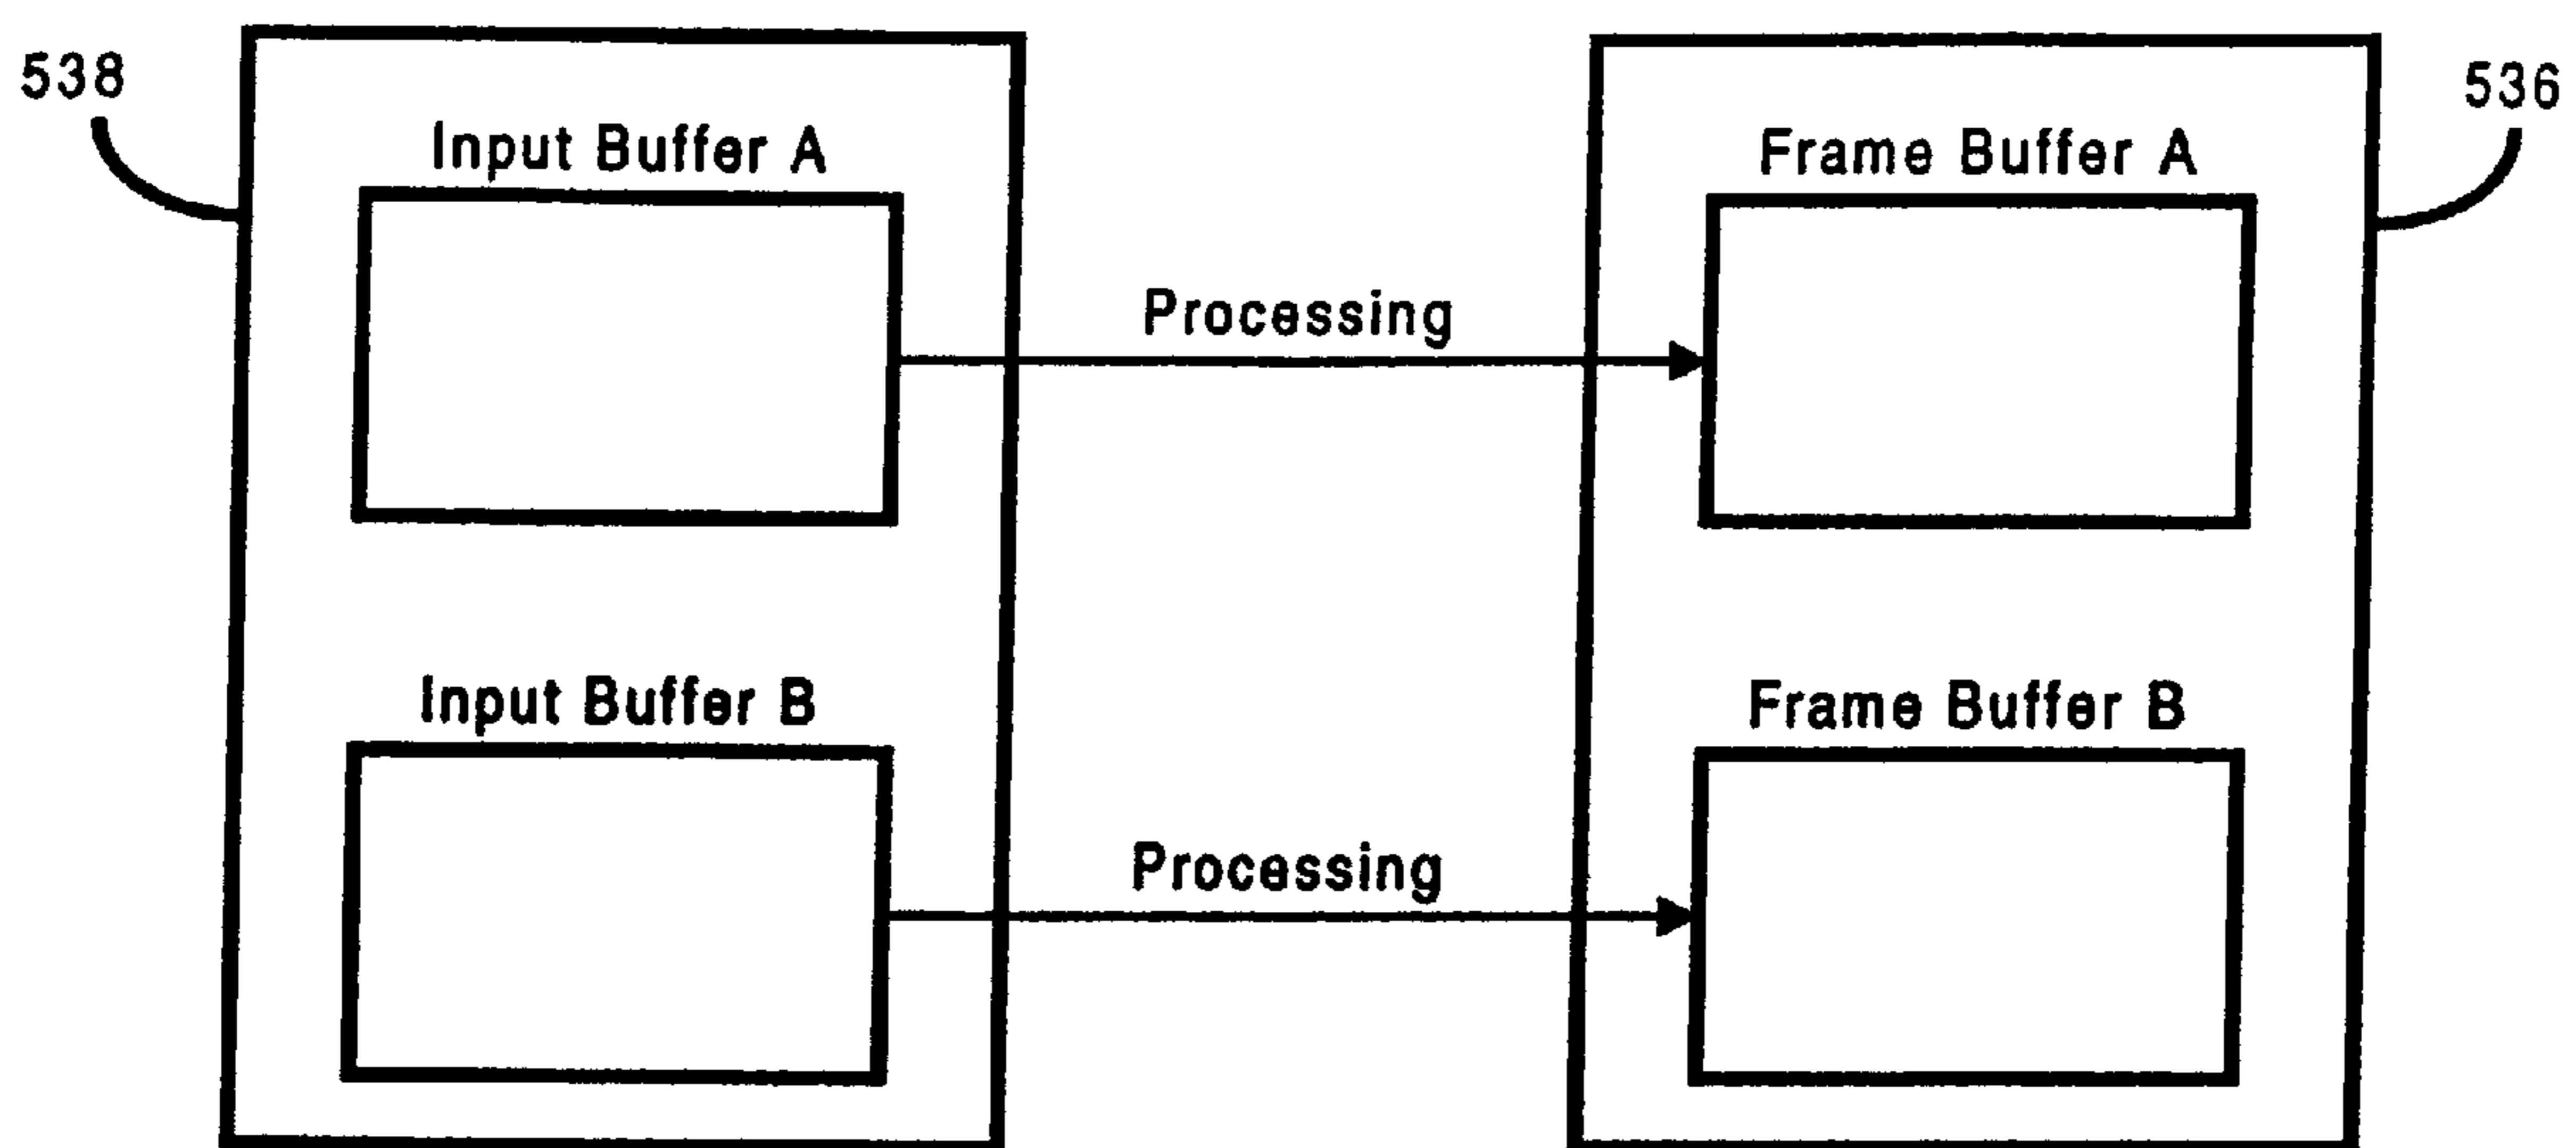 538
536
Input Buffer A
Frame Buffer A
Processing
Input Buffer B
Frame Buffer B
Processing